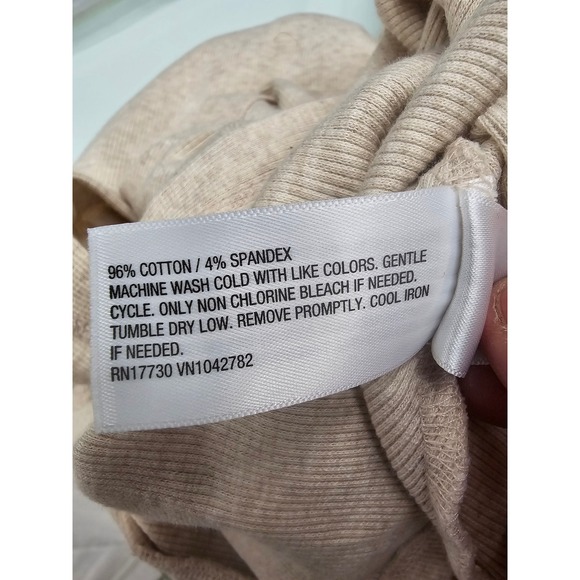 96% COTTON / 4% SPANDEX
MACHINE WASH COLD WITH LIKE COLORS. GENTLE
CYCLE. ONLY NON CHLORINE BLEACH IF NEEDED.
TUMBLE DRY LOW. REMOVE PROMPTLY. COOL IRON
IF NEEDED.
RN17730 VN1042782